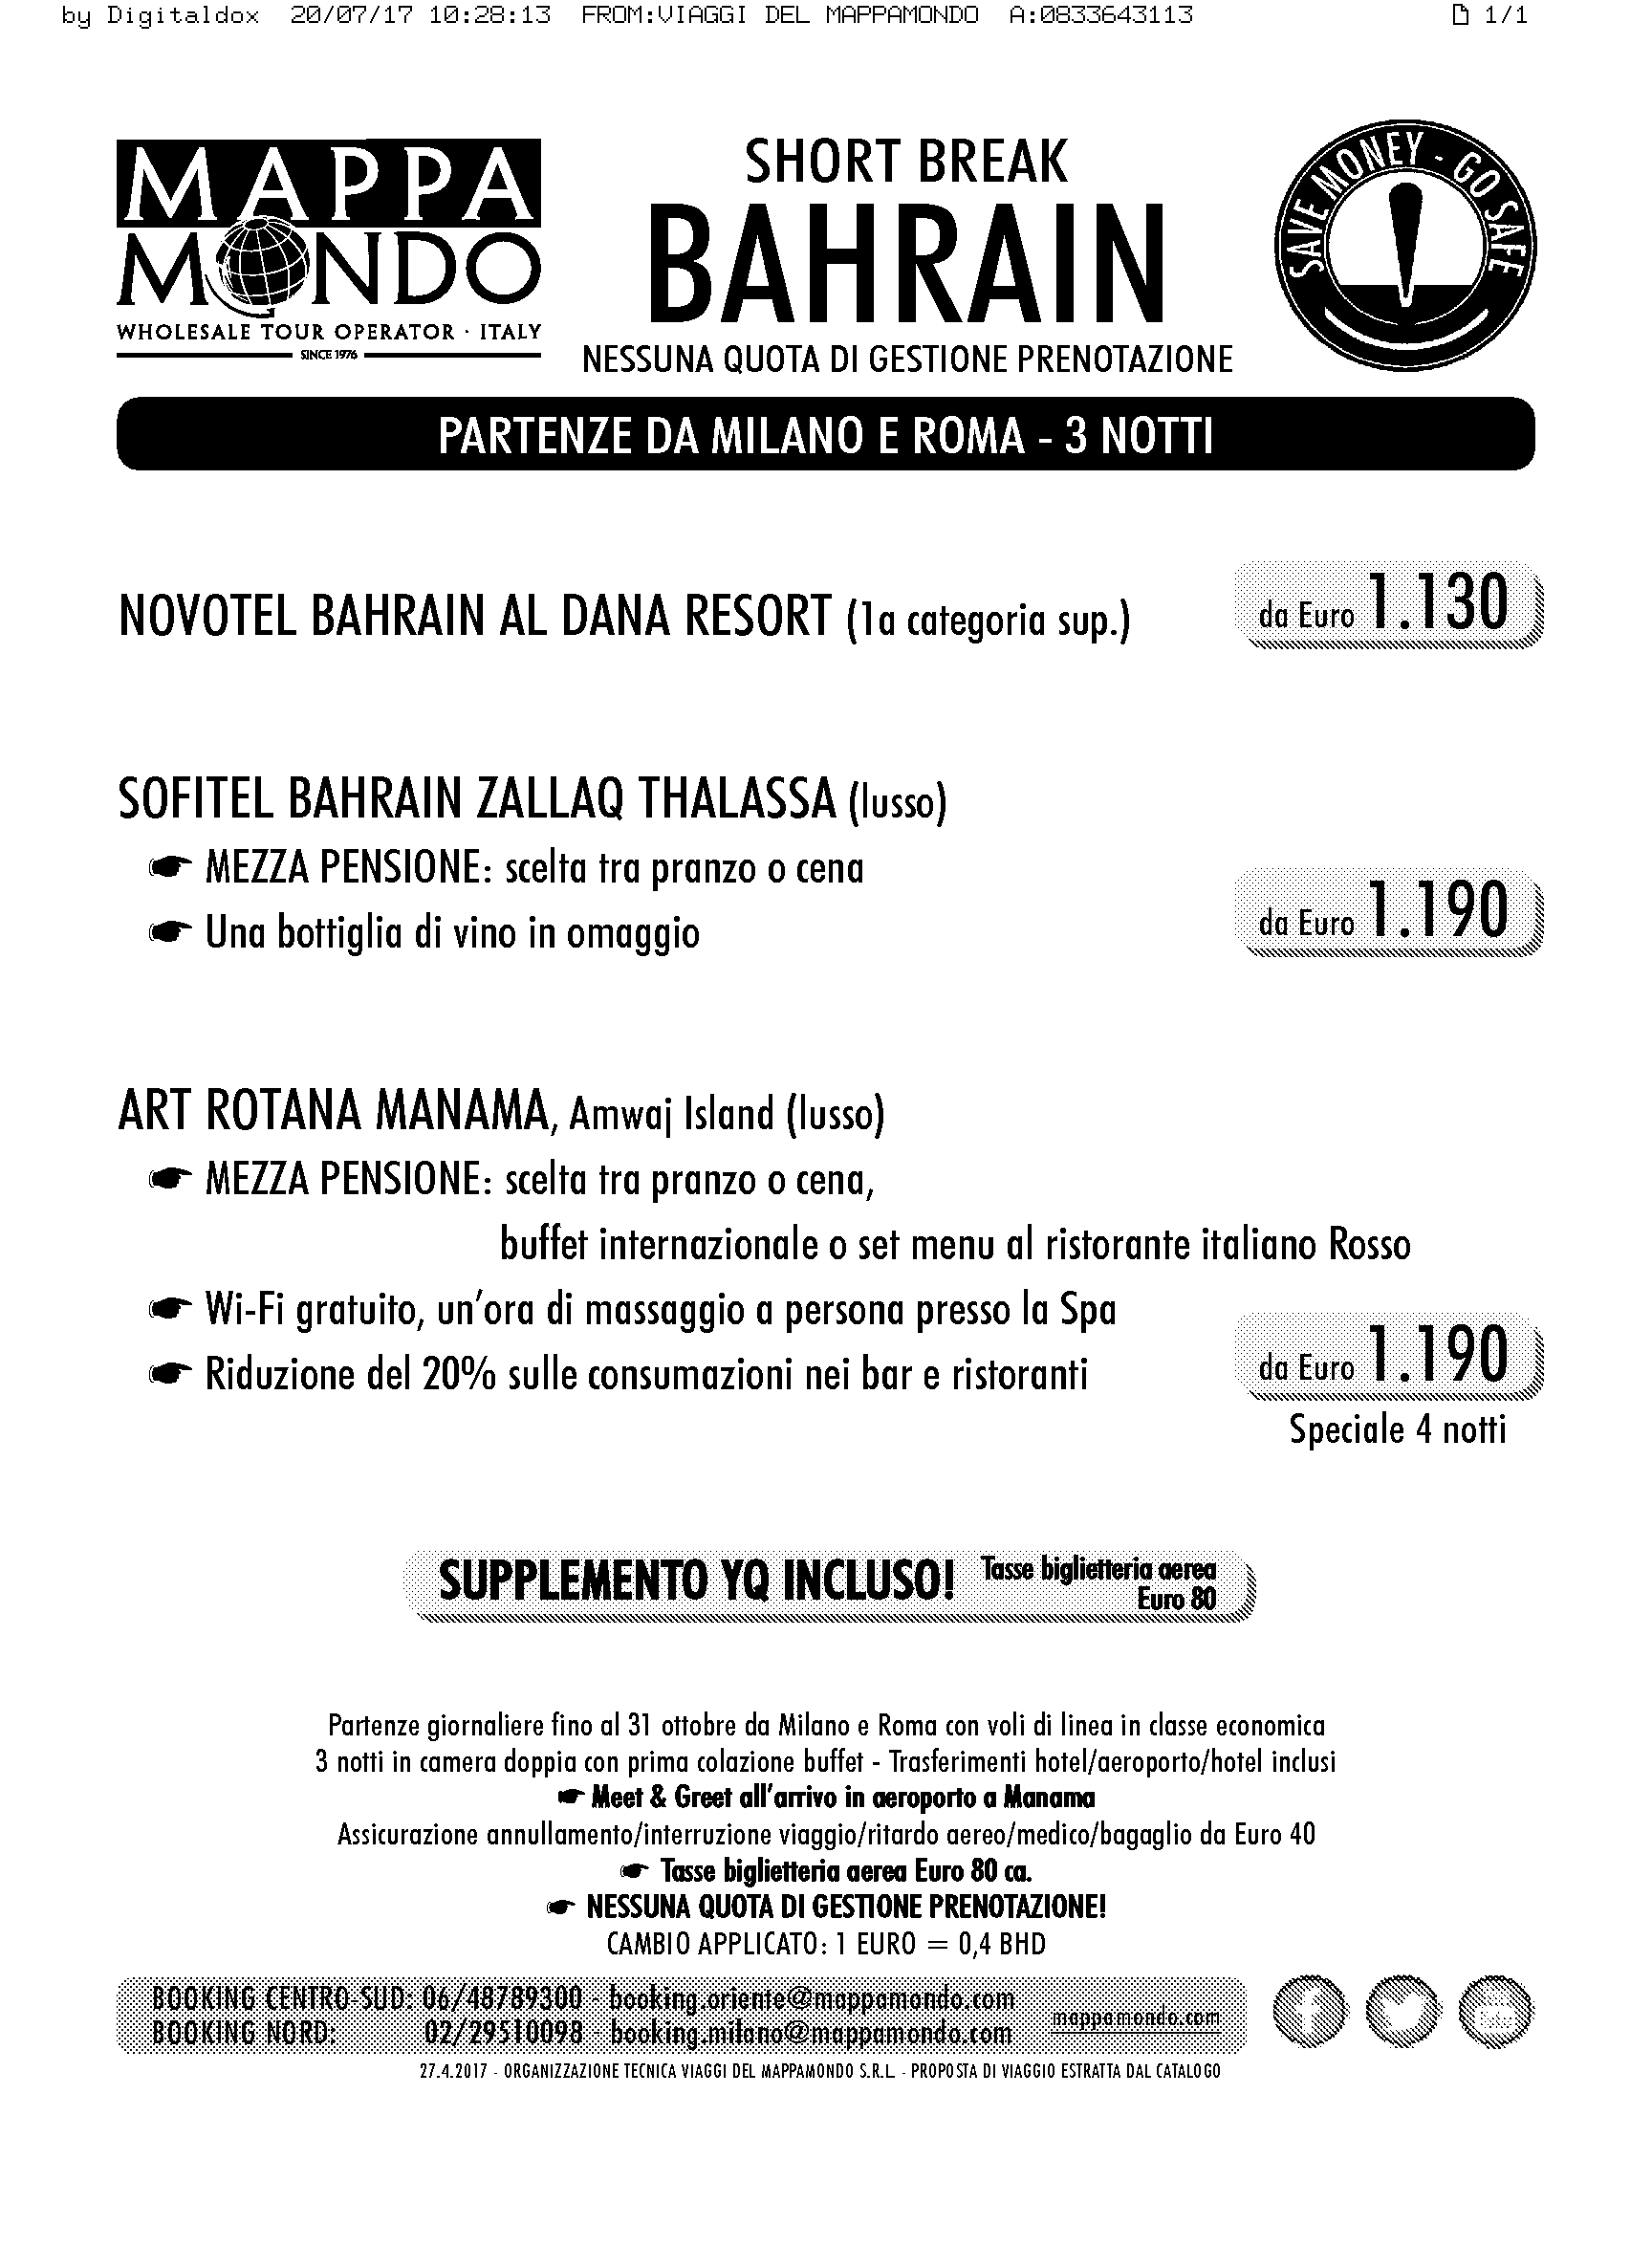 by Digitaldox 20/07/17 10:28:13 FROM:VIAGGI DEL MAPPAMONDO A:0833643113 1/1
MAPPA
MONDO
WHOLESALE TOUR OPERATOR · ITALY
SINCE 1976
SHORT BREAK
BAHRAIN
NESSUNA QUOTA DI GESTIONE PRENOTAZIONE
SAVE MONEY - GO SAFE
PARTENZE DA MILANO E ROMA - 3 NOTTI
NOVOTEL BAHRAIN AL DANA RESORT (1a categoria sup.)
da Euro 1.130
SOFITEL BAHRAIN ZALLAQ THALASSA (lusso)
☛ MEZZA PENSIONE: scelta tra pranzo o cena
☛ Una bottiglia di vino in omaggio
da Euro 1.190
ART ROTANA MANAMA, Amwaj Island (lusso)
☛ MEZZA PENSIONE: scelta tra pranzo o cena,
buffet internazionale o set menu al ristorante italiano Rosso
☛ Wi-Fi gratuito, un'ora di massaggio a persona presso la Spa
☛ Riduzione del 20% sulle consumazioni nei bar e ristoranti
da Euro 1.190
Speciale 4 notti
SUPPLEMENTO YQ INCLUSO! Tasse biglietteria aerea
Euro 80
Partenze giornaliere fino al 31 ottobre da Milano e Roma con voli di linea in classe economica
3 notti in camera doppia con prima colazione buffet - Trasferimenti hotel/aeroporto/hotel inclusi
☛ Meet & Greet all'arrivo in aeroporto a Manama
Assicurazione annullamento/interruzione viaggio/ritardo aereo/medico/bagaglio da Euro 40
☛ Tasse biglietteria aerea Euro 80 ca.
☛ NESSUNA QUOTA DI GESTIONE PRENOTAZIONE!
CAMBIO APPLICATO: 1 EURO = 0,4 BHD
BOOKING CENTRO-SUD: 06/48789300 - booking.oriente@mappamondo.com
BOOKING NORD: 02/29510098 - booking.milano@mappamondo.com
mappamondo.com
27.4.2017 - ORGANIZZAZIONE TECNICA VIAGGI DEL MAPPAMONDO S.R.L. - PROPOSTA DI VIAGGIO ESTRATTA DAL CATALOGO